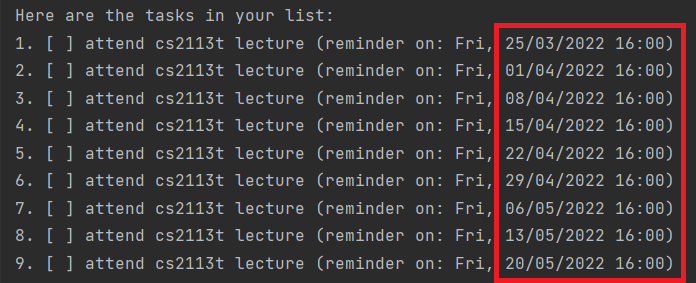 Here are the tasks in your list:
1. [ ] attend cs2113t lecture (reminder on: Fri, 25/03/2022 16:00)
2. [ ] attend cs2113t lecture (reminder on: Fri, 01/04/2022 16:00)
3. [ ] attend cs2113t lecture (reminder on: Fri, 08/04/2022 16:00)
4. [ ] attend cs2113t lecture (reminder on: Fri, 15/04/2022 16:00)
5. [ ] attend cs2113t lecture (reminder on: Fri, 22/04/2022 16:00)
6. [ ] attend cs2113t lecture (reminder on: Fri, 29/04/2022 16:00)
7. [ ] attend cs2113t lecture (reminder on: Fri, 06/05/2022 16:00)
8. [ ] attend cs2113t lecture (reminder on: Fri, 13/05/2022 16:00)
9. [ ] attend cs2113t lecture (reminder on: Fri, 20/05/2022 16:00)